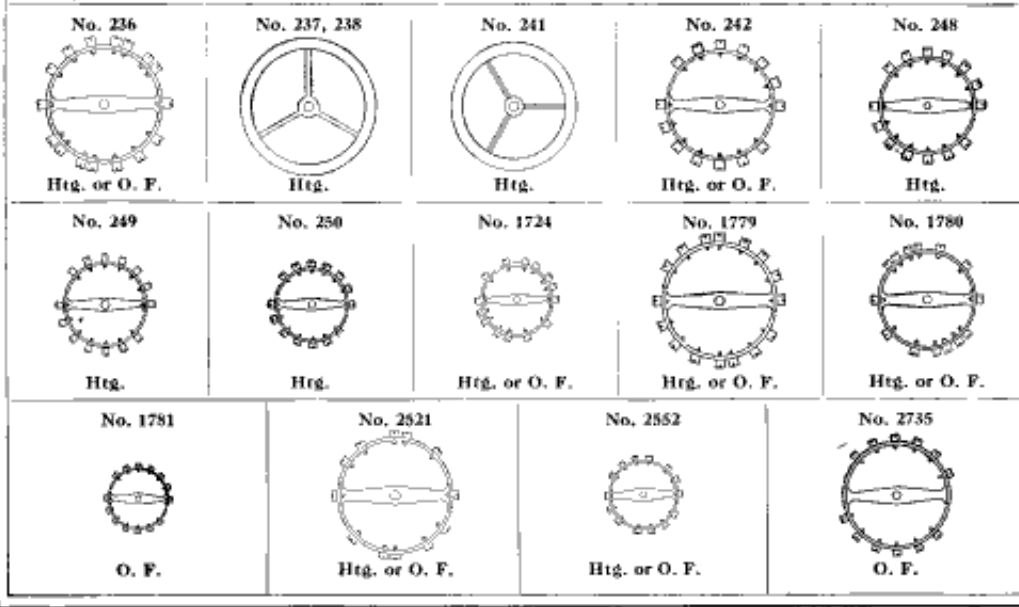 No. 236
No. 237, 238
No. 241
No. 242
No. 248
Htg. or O. F.
Htg.
Htg.
Htg. or O. F.
Htg.
No. 249
No. 250
No. 1724
No. 1779
No. 1780
Htg.
Htg.
Htg. or O. F.
Htg. or O. F.
Htg. or O. F.
No. 1781
No. 2521
No. 2552
No. 2735
O. F.
Htg. or O. F.
Htg. or O. F.
O. F.